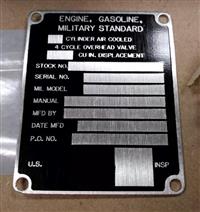 ENGINE, GASOLINE,
MILITARY STANDARD
CYLINDER AIR COOLED
4 CYCLE OVERHEAD VALVE
CU IN. DISPLACEMENT
STOCK NO.
SERIAL NO.
MIL MODEL
MANUAL
MFD BY
DATE MFD
P.O. NO.
U.S. INSP